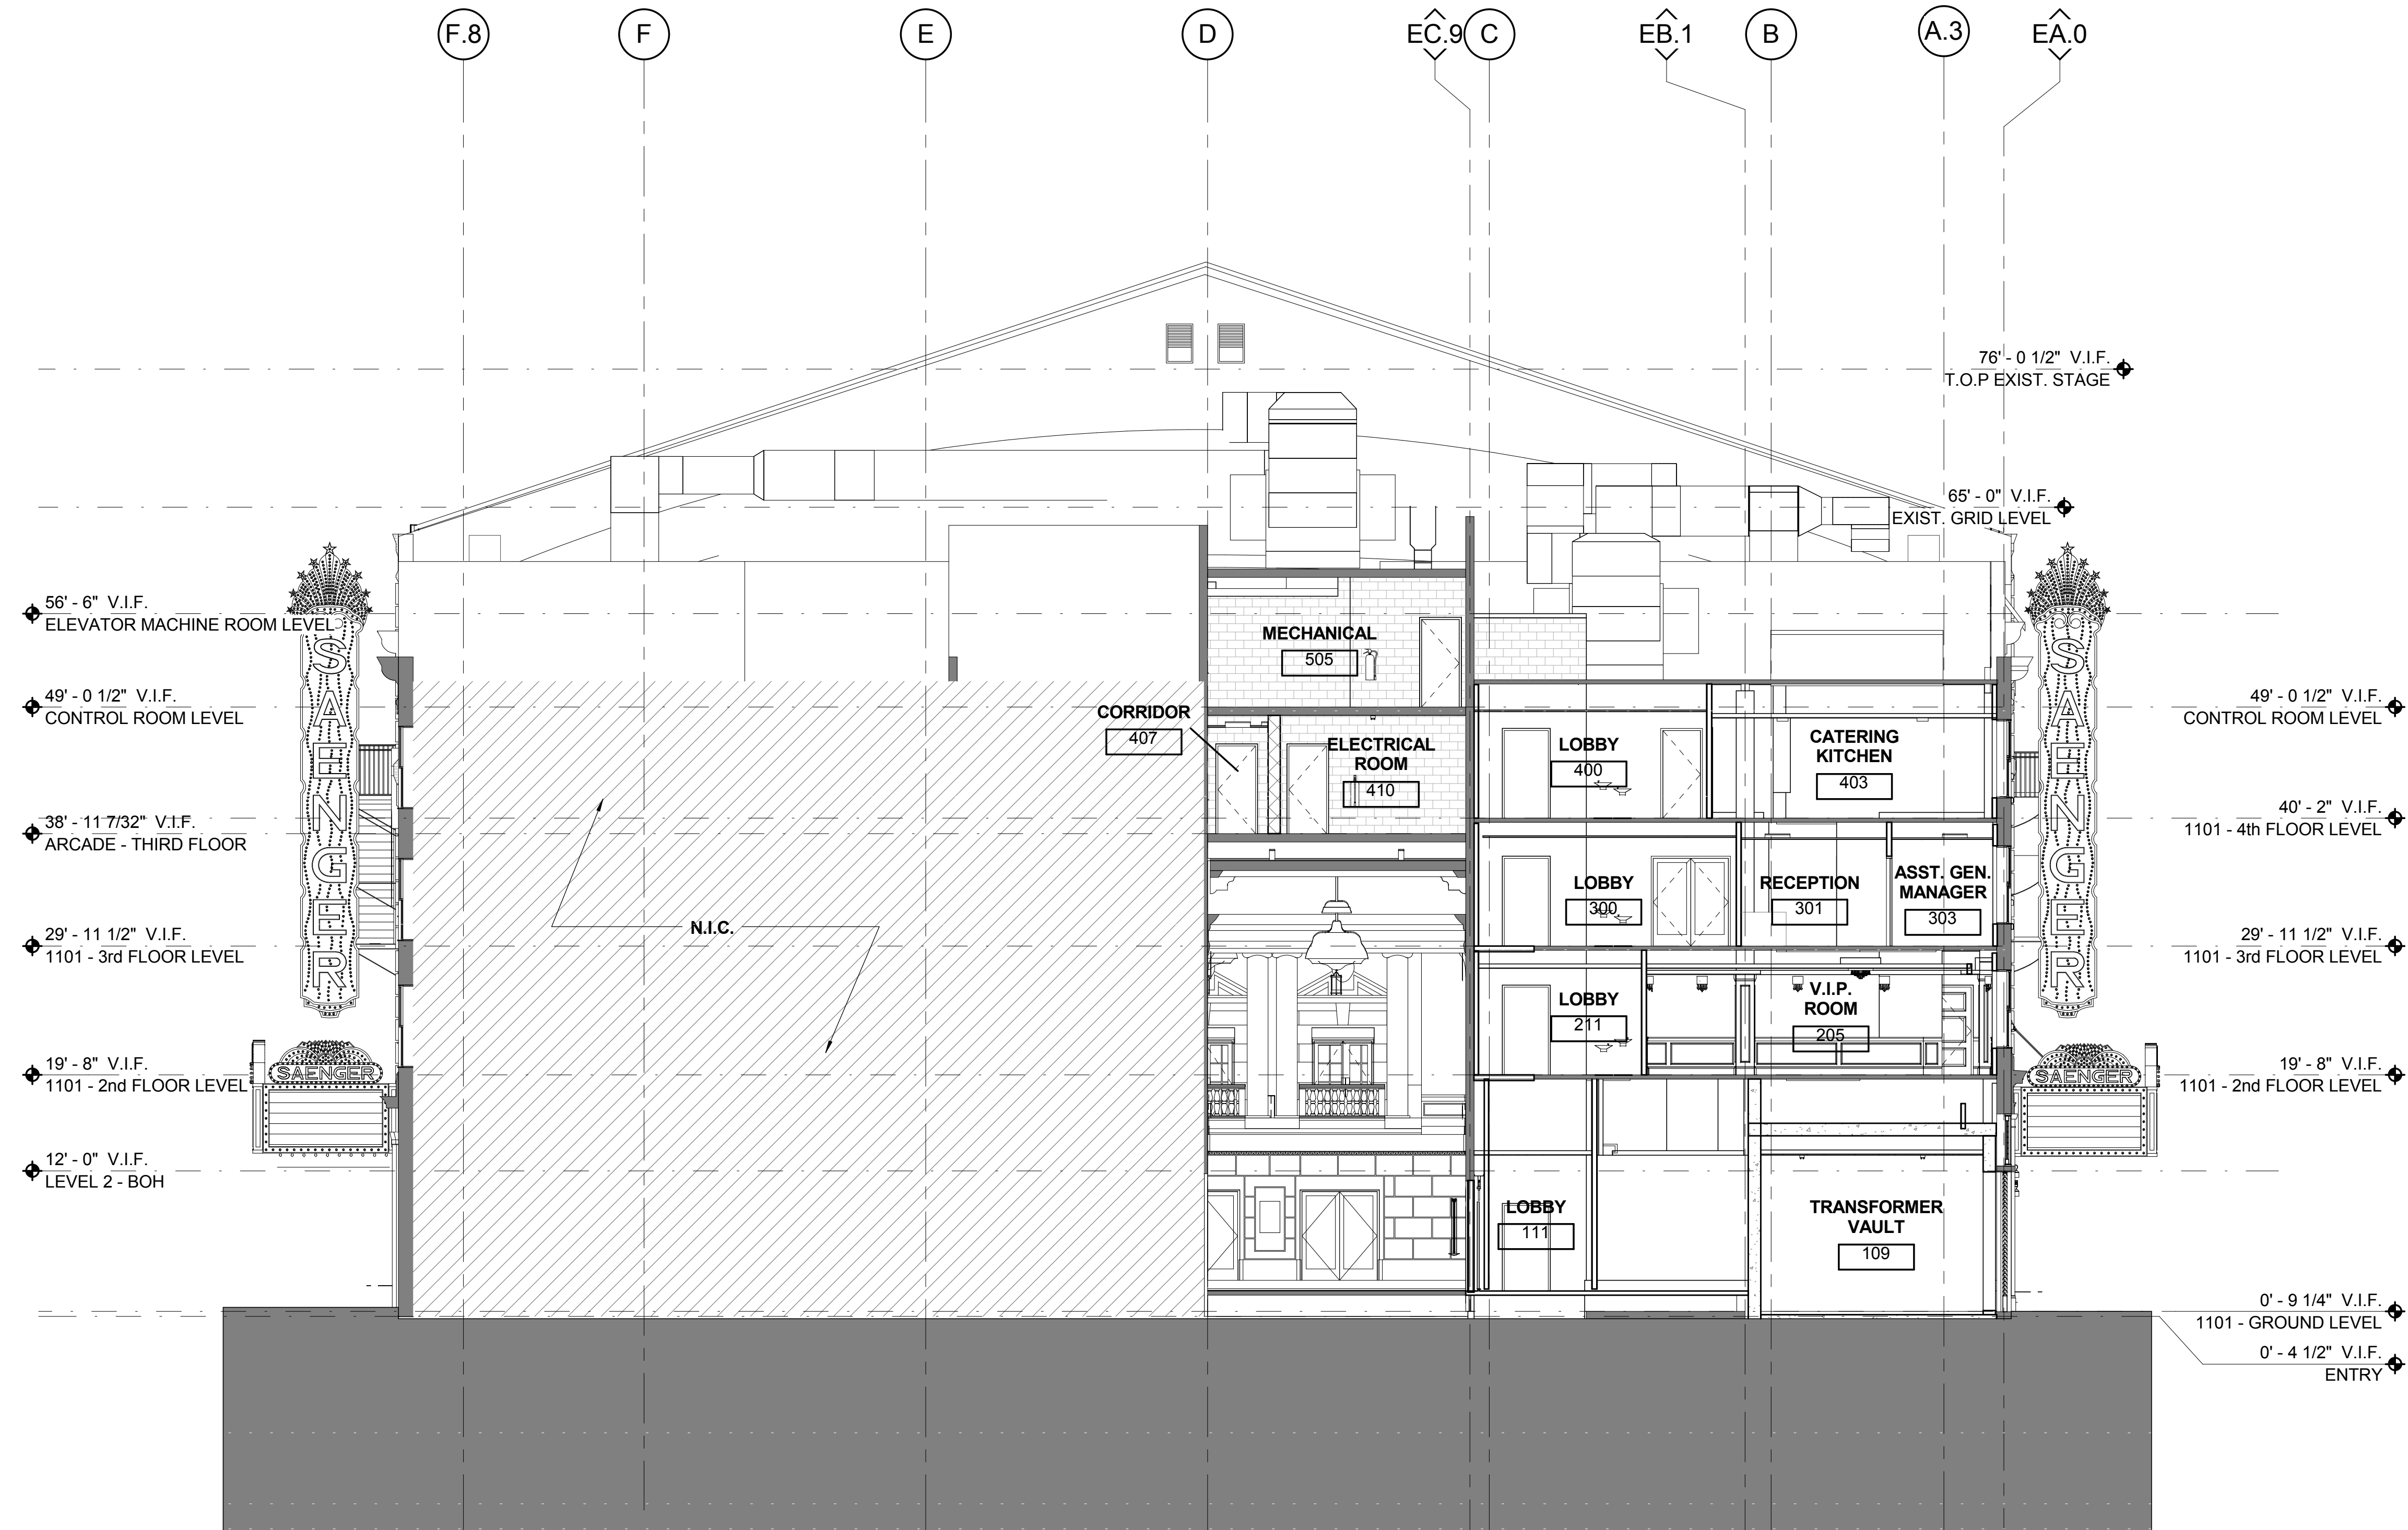 F.8
F
E
D
EC.9
C
EB.1
B
A.3
EA.0
76' - 0 1/2" V.I.F.
T.O.P EXIST. STAGE
65' - 0" V.I.F.
EXIST. GRID LEVEL
56' - 6" V.I.F.
ELEVATOR MACHINE ROOM LEVEL
49' - 0 1/2" V.I.F.
CONTROL ROOM LEVEL
38' - 11 7/32" V.I.F.
ARCADE - THIRD FLOOR
29' - 11 1/2" V.I.F.
1101 - 3rd FLOOR LEVEL
19' - 8" V.I.F.
1101 - 2nd FLOOR LEVEL
12' - 0" V.I.F.
LEVEL 2 - BOH
SAENGER
SAENGER
N.I.C.
MECHANICAL
505
CORRIDOR
407
ELECTRICAL
ROOM
410
LOBBY
400
CATERING
KITCHEN
403
LOBBY
300
RECEPTION
301
ASST. GEN.
MANAGER
303
LOBBY
211
V.I.P.
ROOM
205
LOBBY
111
TRANSFORMER
VAULT
109
SAENGER
SAENGER
49' - 0 1/2" V.I.F.
CONTROL ROOM LEVEL
40' - 2" V.I.F.
1101 - 4th FLOOR LEVEL
29' - 11 1/2" V.I.F.
1101 - 3rd FLOOR LEVEL
19' - 8" V.I.F.
1101 - 2nd FLOOR LEVEL
0' - 9 1/4" V.I.F.
1101 - GROUND LEVEL
0' - 4 1/2" V.I.F.
ENTRY